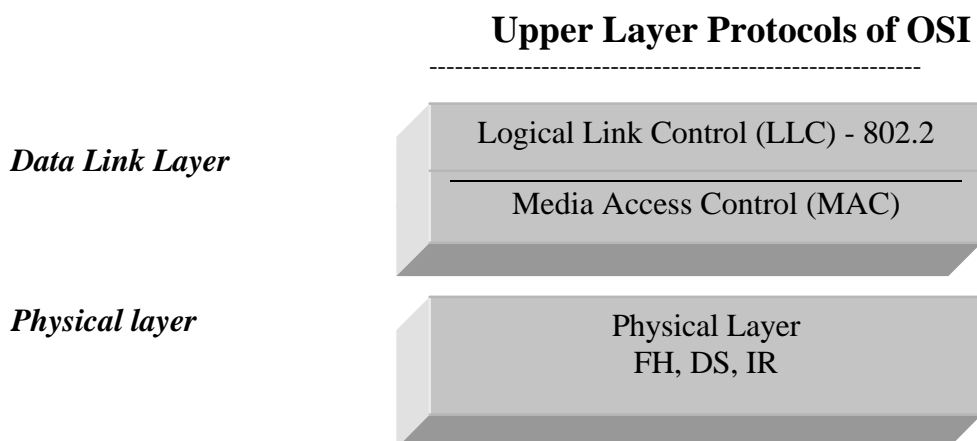 Upper Layer Protocols of OSI
---------------------------------------------------------
Logical Link Control (LLC) - 802.2
Data Link Layer
Media Access Control (MAC)
Physical layer
Physical Layer
FH, DS, IR